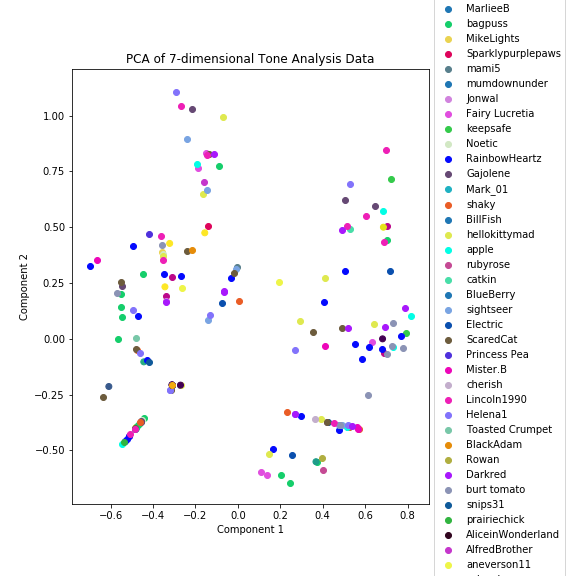 PCA of 7-dimensional Tone Analysis Data
1.00
0.75
0.50
0.25
0.00
−0.25
−0.50
Component 2
−0.6 −0.4 −0.2 0.0 0.2 0.4 0.6 0.8
Component 1
MarlieeB
bagpuss
MikeLights
Sparklypurplepaws
mami5
mumdownunder
Jonwal
Fairy Lucretia
keepsafe
Noetic
RainbowHeartz
Gajolene
Mark_01
shaky
BillFish
hellokittymad
apple
rubyrose
catkin
BlueBerry
sightseer
Electric
ScaredCat
Princess Pea
Mister.B
cherish
Lincoln1990
Helena1
Toasted Crumpet
BlackAdam
Rowan
Darkred
burt tomato
snips31
prairiechick
AliceinWonderland
AlfredBrother
aneverson11